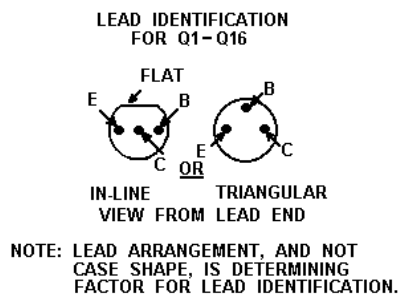 LEAD IDENTIFICATION
FOR Q1-Q16
FLAT
E
B
C
B
E
C
OR
IN-LINE
TRIANGULAR
VIEW FROM LEAD END
NOTE: LEAD ARRANGEMENT, AND NOT
CASE SHAPE, IS DETERMINING
FACTOR FOR LEAD IDENTIFICATION.